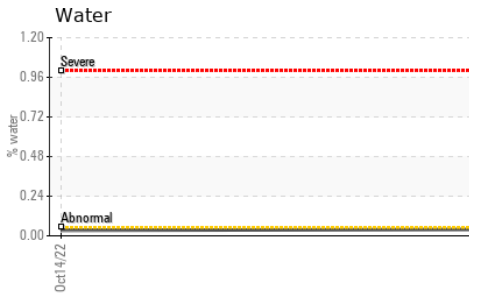 Water
1.20
Severe
0.96
0.72
% water
0.48
0.24
Abnormal
0.00
Oct14/22